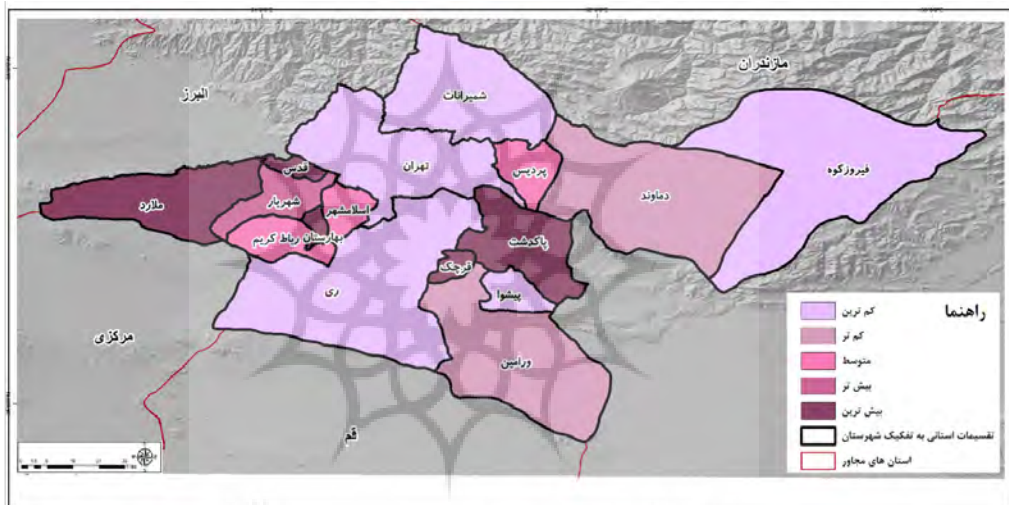 مازندران
البرز
شمیرانات
فیروزکوه
تهران
پردیس
دماوند
قدس
ملارد
شهریار
اسلامشهر
بهارستان
رباط کریم
پاکدشت
قرچک
پیشوا
ری
ورامین
مرکزی
قم
راهنما
کم ترین
کم تر
متوسط
بیش تر
بیش ترین
تقسیمات استانی به تفکیک شهرستان
استان های مجاور